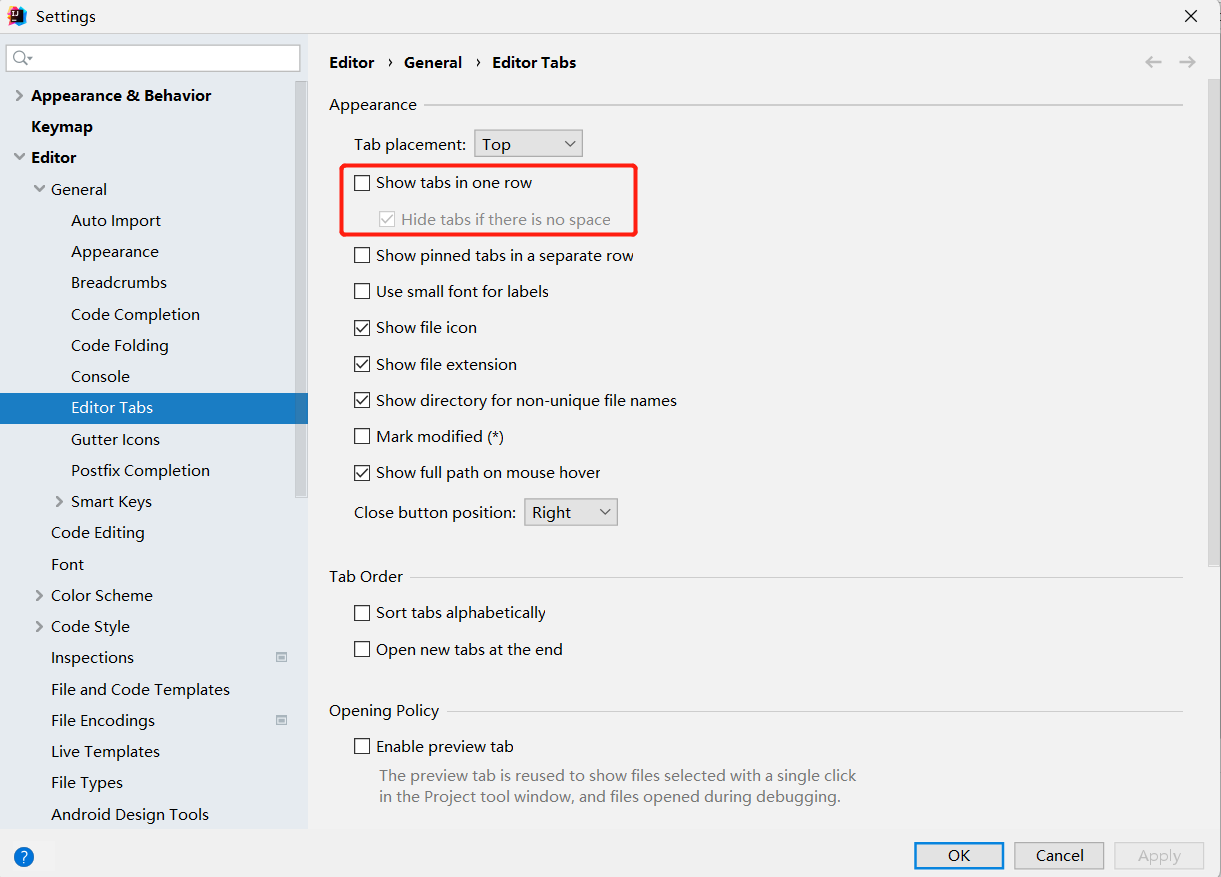 Settings
Appearance & Behavior
Keymap
Editor
General
Auto Import
Appearance
Breadcrumbs
Code Completion
Code Folding
Console
Editor Tabs
Gutter Icons
Postfix Completion
Smart Keys
Code Editing
Font
Color Scheme
Code Style
Inspections
File and Code Templates
File Encodings
Live Templates
File Types
Android Design Tools
Editor › General › Editor Tabs
Appearance
Tab placement: Top
Show tabs in one row
Hide tabs if there is no space
Show pinned tabs in a separate row
Use small font for labels
Show file icon
Show file extension
Show directory for non-unique file names
Mark modified (*)
Show full path on mouse hover
Close button position: Right
Tab Order
Sort tabs alphabetically
Open new tabs at the end
Opening Policy
Enable preview tab
The preview tab is reused to show files selected with a single click
in the Project tool window, and files opened during debugging.
?
OK
Cancel
Apply